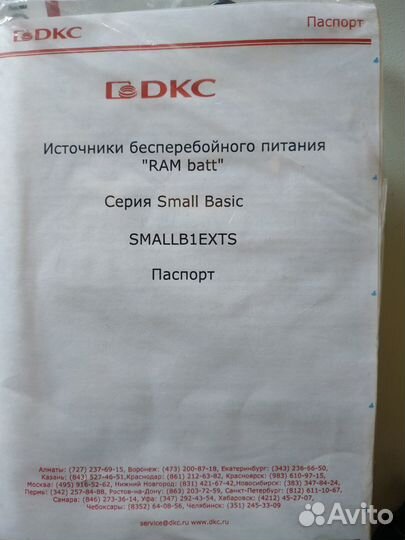 DKC
Паспорт
DKC
Источники бесперебойного питания
"RAM batt"
Серия Small Basic
SMALLB1EXTS
Паспорт
Алматы: (727) 237-69-15, Воронеж: (473) 200-87-18, Екатеринбург: (343) 236-66-50,
Казань: (843) 527-46-51,Краснодар: (861) 212-63-82, Красноярск: (983) 610-97-15,
Москва: (495) 916-52-62, Нижний Новгород: (831) 421-67-42,Новосибирск: (383) 347-84-24,
Пермь: (342) 257-84-88, Ростов-на-Дону: (863) 203-72-59, Санкт-Петербург: (812) 611-10-67,
Самара: (846) 273-36-14, Уфа: (347) 292-43-54, Хабаровск: (4212) 45-27-07,
Чебоксары: (8352) 64-08-56, Челябинск: (351) 245-33-09
service@dkc.ru www.dkc.ru
Avito